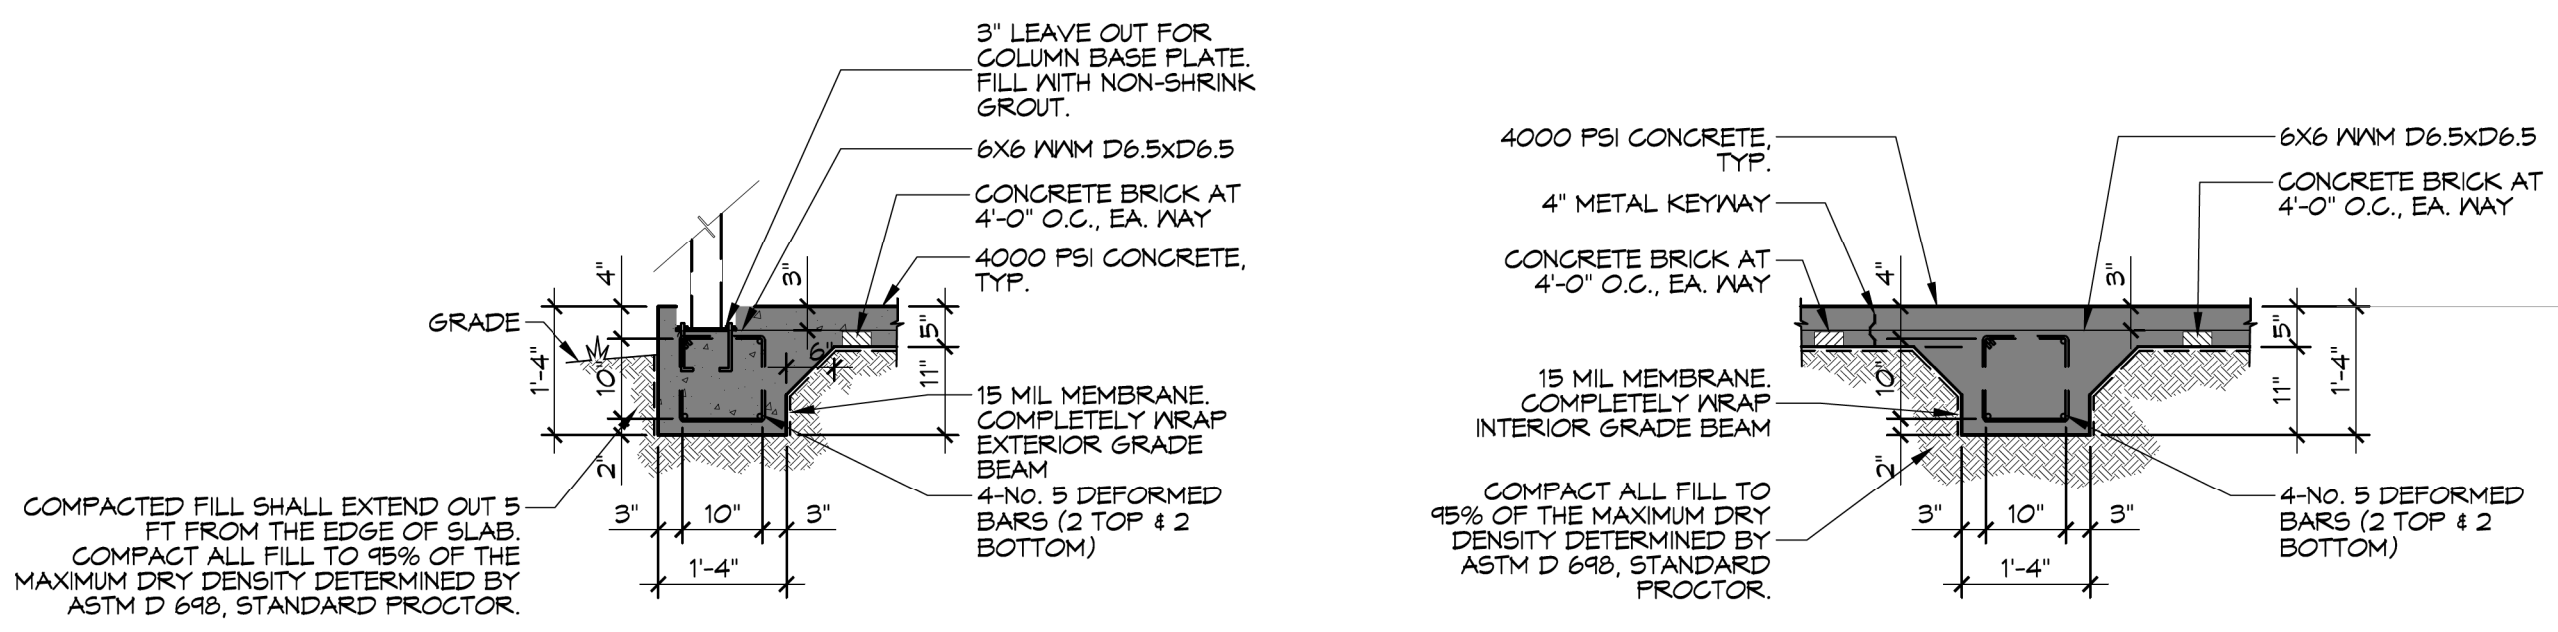 3" LEAVE OUT FOR
COLUMN BASE PLATE.
FILL WITH NON-SHRINK
GROUT.
6X6 WWM D6.5xD6.5
CONCRETE BRICK AT
4'-0" O.C., EA. WAY
4000 PSI CONCRETE,
TYP.
GRADE
4"
3"
1'-4"
10"
6"
5"
11"
2"
15 MIL MEMBRANE.
COMPLETELY WRAP
EXTERIOR GRADE
BEAM
4-No. 5 DEFORMED
BARS (2 TOP & 2
BOTTOM)
COMPACTED FILL SHALL EXTEND OUT 5
FT FROM THE EDGE OF SLAB.
COMPACT ALL FILL TO 95% OF THE
MAXIMUM DRY DENSITY DETERMINED BY
ASTM D 698, STANDARD PROCTOR.
3" 10" 3"
1'-4"
4000 PSI CONCRETE,
TYP.
4" METAL KEYWAY
CONCRETE BRICK AT
4'-0" O.C., EA. WAY
15 MIL MEMBRANE.
COMPLETELY WRAP
INTERIOR GRADE BEAM
COMPACT ALL FILL TO
95% OF THE MAXIMUM DRY
DENSITY DETERMINED BY
ASTM D 698, STANDARD
PROCTOR.
4"
3"
10"
2"
5"
11"
1'-4"
6X6 WWM D6.5xD6.5
CONCRETE BRICK AT
4'-0" O.C., EA. WAY
4-No. 5 DEFORMED
BARS (2 TOP & 2
BOTTOM)
3" 10" 3"
1'-4"